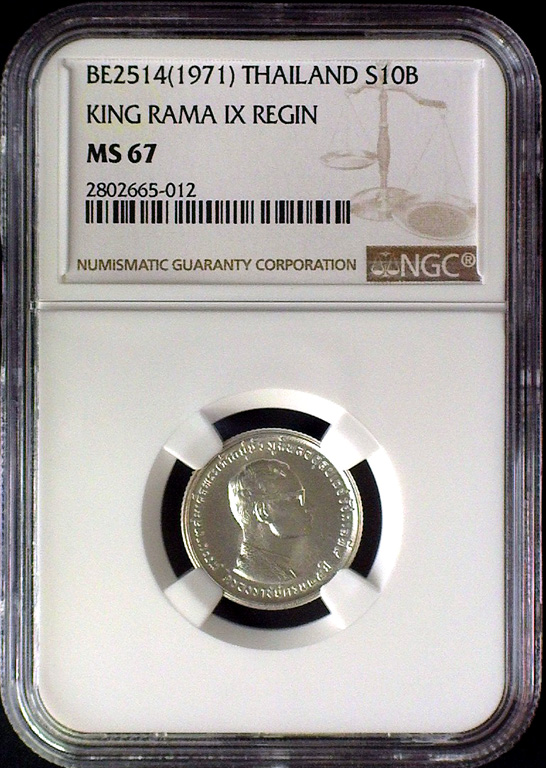 BE2514(1971) THAILAND S10B
KING RAMA IX REGIN
MS 67
2802665-012
NUMISMATIC GUARANTY CORPORATION
NGC®